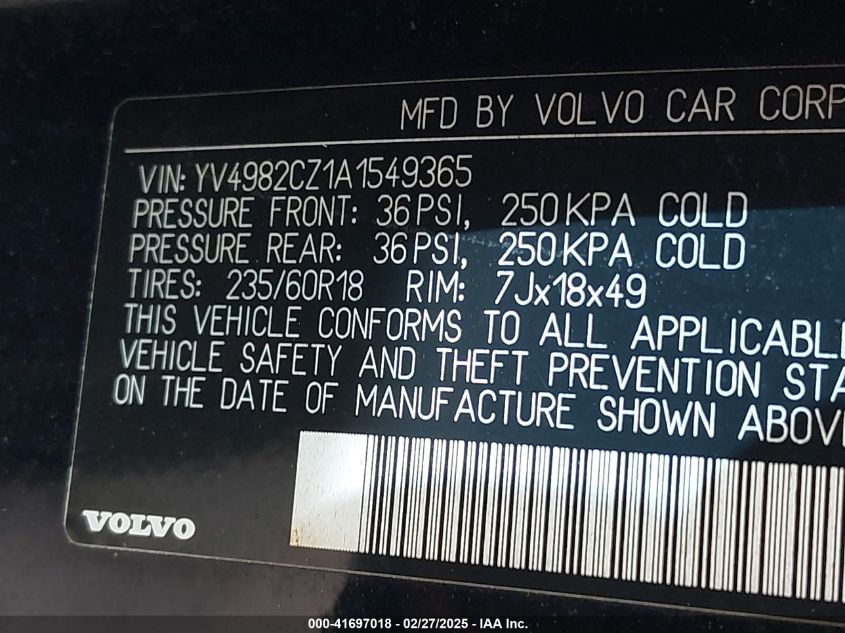 MFD BY VOLVO CAR CORP
VIN: YV4982CZ1A1549365
PRESSURE FRONT: 36 PSI, 250 KPA COLD
PRESSURE REAR: 36 PSI, 250 KPA COLD
TIRES: 235/60R18 RIM: 7Jx18x49
THIS VEHICLE CONFORMS TO ALL APPLICABLE
VEHICLE SAFETY AND THEFT PREVENTION STA
ON THE DATE OF MANUFACTURE SHOWN ABOV
VOLVO
000-41697018 - 02/27/2025 - IAA Inc.